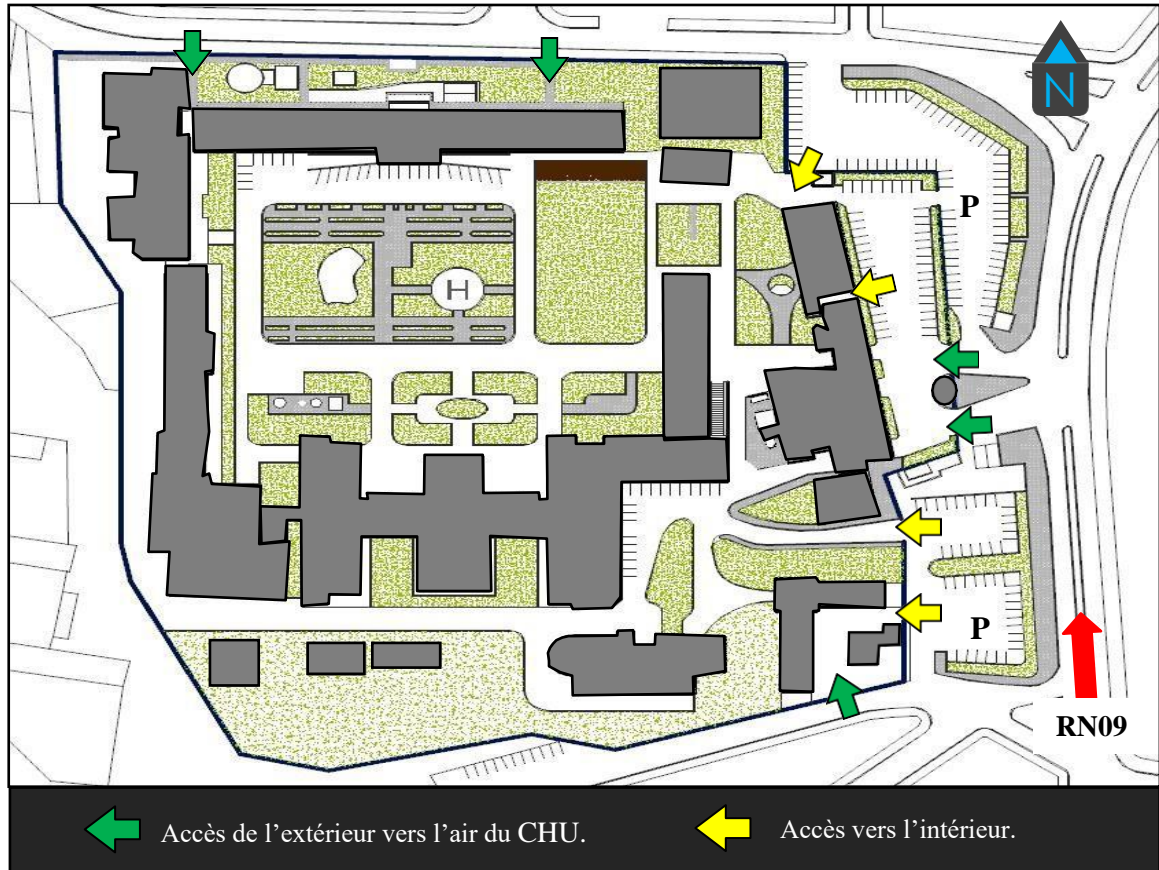 N
P
H
P
RN09
Accès de l’extérieur vers l’air du CHU.
Accès vers l’intérieur.